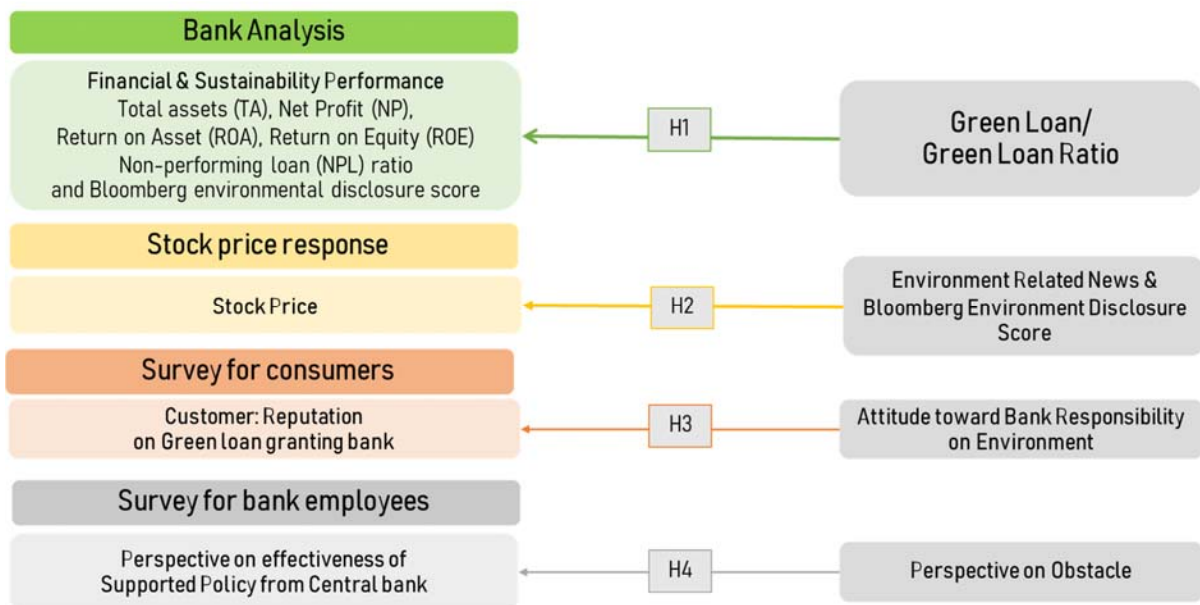 Bank Analysis
Financial & Sustainability Performance
Total assets (TA), Net Profit (NP),
Return on Asset (ROA), Return on Equity (ROE)
Non-performing loan (NPL) ratio
and Bloomberg environmental disclosure score
H1
Green Loan/
Green Loan Ratio
Stock price response
Stock Price
H2
Environment Related News &
Bloomberg Environment Disclosure
Score
Survey for consumers
Customer: Reputation
on Green loan granting bank
H3
Attitude toward Bank Responsibility
on Environment
Survey for bank employees
Perspective on effectiveness of
Supported Policy from Central bank
H4
Perspective on Obstacle